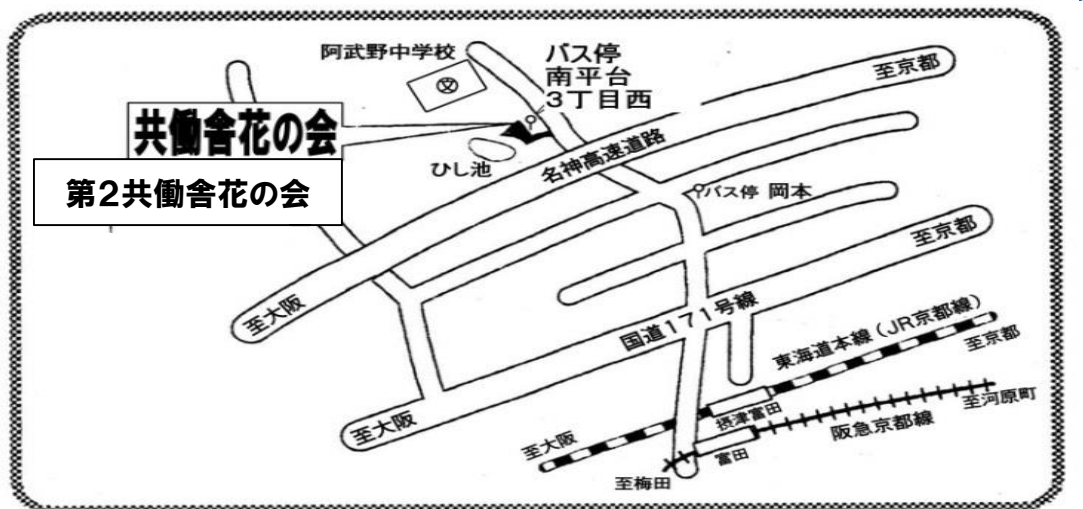 阿武野中学校
バス停
南平台
3丁目西
至京都
共働舎花の会
第2共働舎花の会
ひし池
名神高速道路
バス停 岡本
至京都
至大阪
国道171号線
東海道本線(JR京都線)
至京都
至大阪
摂津富田
至河原町
阪急京都線
至大阪
富田
至梅田